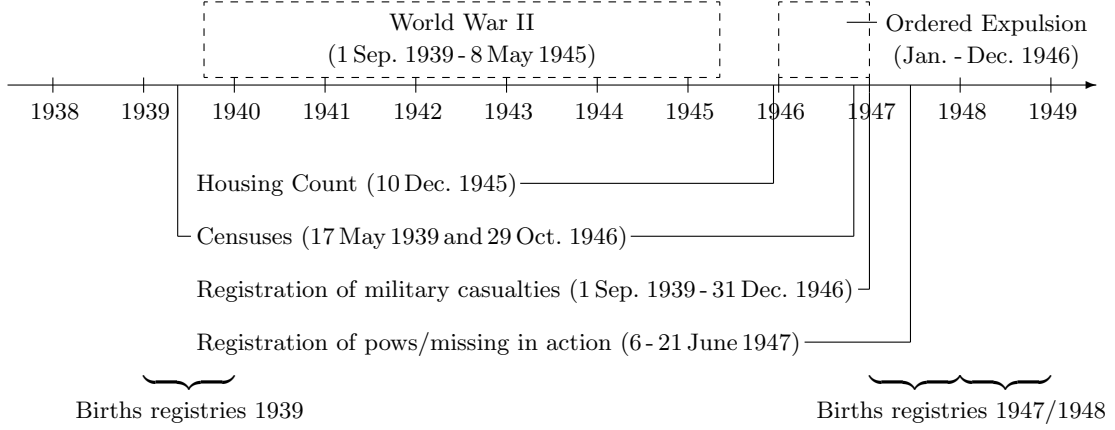 World War II
(1 Sep. 1939 - 8 May 1945)
Ordered Expulsion
(Jan. - Dec. 1946)
1938 1939 1940 1941 1942 1943 1944 1945 1946 1947 1948 1949
Housing Count (10 Dec. 1945)
Censuses (17 May 1939 and 29 Oct. 1946)
Registration of military casualties (1 Sep. 1939 - 31 Dec. 1946)
Registration of pows/missing in action (6 - 21 June 1947)
Births registries 1939
Births registries 1947/1948